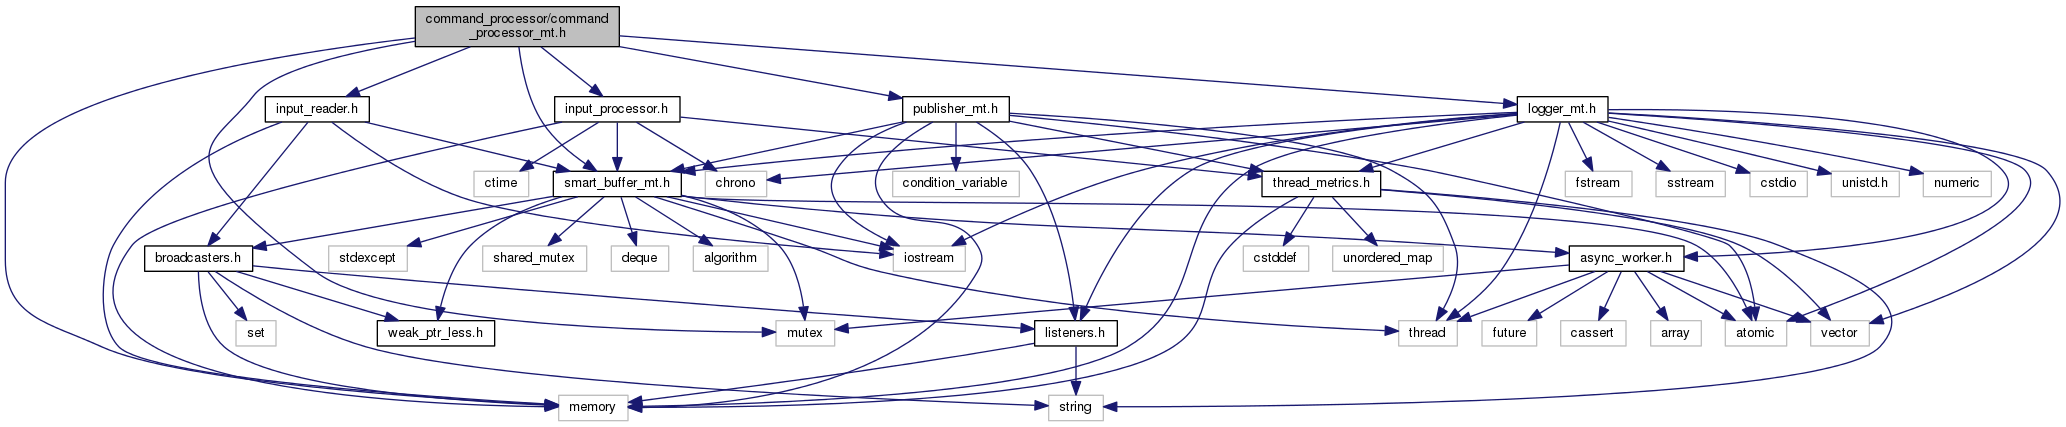 command_processor/command
_processor_mt.h
input_reader.h
input_processor.h
publisher_mt.h
logger_mt.h
ctime
smart_buffer_mt.h
chrono
condition_variable
thread_metrics.h
fstream
sstream
cstdio
unistd.h
numeric
broadcasters.h
stdexcept
shared_mutex
deque
algorithm
iostream
cstddef
unordered_map
async_worker.h
set
weak_ptr_less.h
mutex
listeners.h
thread
future
cassert
array
atomic
vector
memory
string